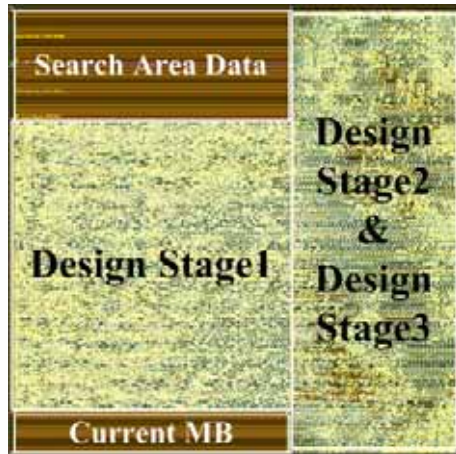 Search Area Data
Design Stage1
Current MB
Design
Stage2
&
Design
Stage3